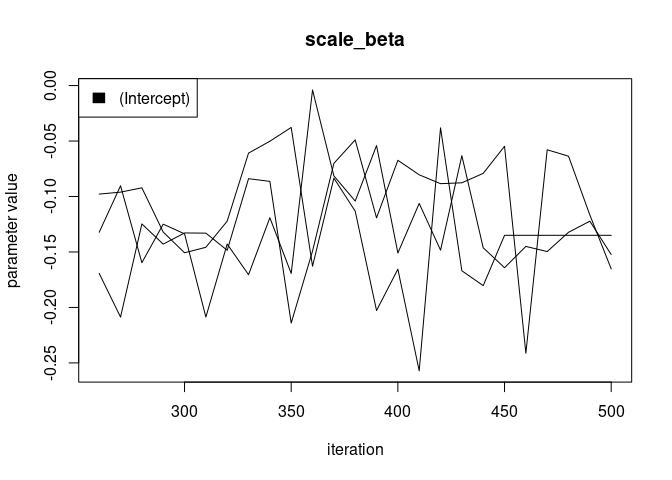 scale_beta
(Intercept)
parameter value
0.00
-0.05
-0.10
-0.15
-0.20
-0.25
300 350 400 450 500
iteration